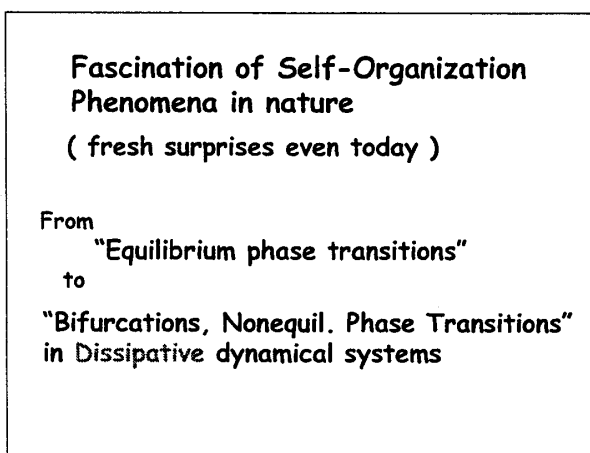 Fascination of Self-Organization
Phenomena in nature
( fresh surprises even today )
From
"Equilibrium phase transitions"
to
"Bifurcations, Nonequil. Phase Transitions"
in Dissipative dynamical systems